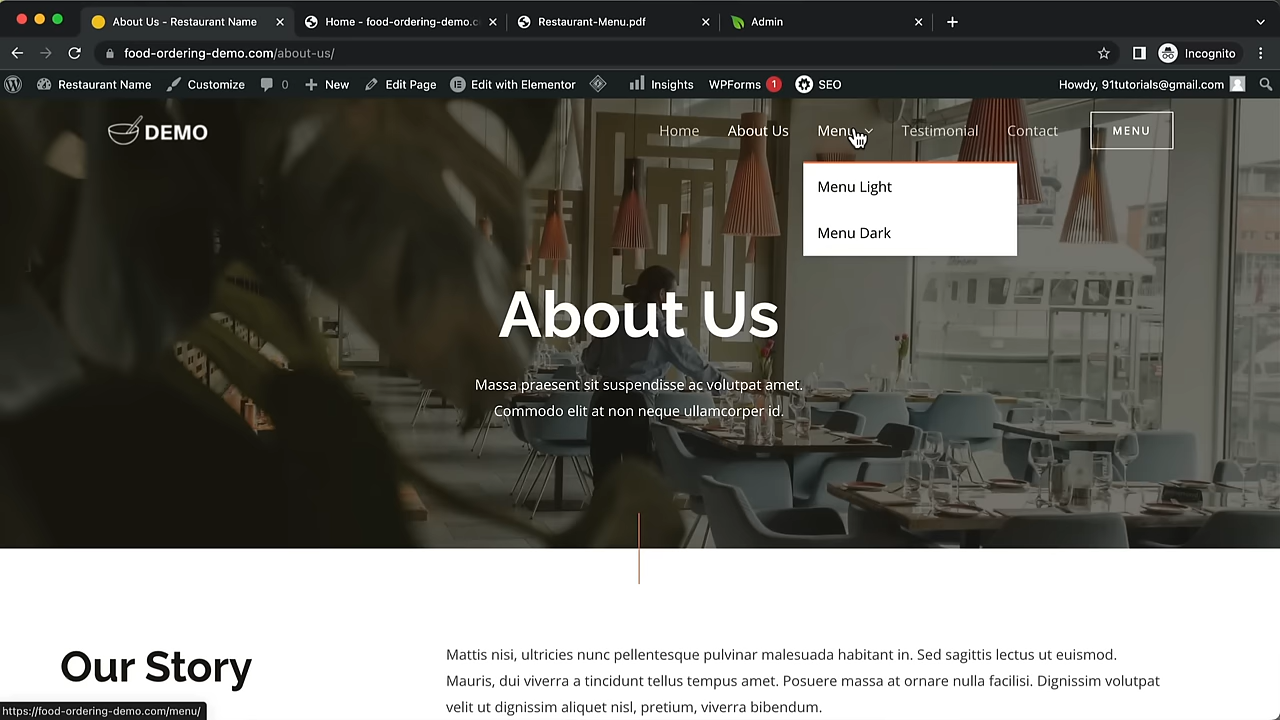 About Us - Restaurant Name
Home - food-ordering-demo.c
Restaurant-Menu.pdf
Admin
food-ordering-demo.com/about-us/
Incognito
Restaurant Name
Customize
0
New
Edit Page
Edit with Elementor
Insights
WPForms 1
SEO
Howdy, 91tutorials@gmail.com
DEMO
Home
About Us
Menu
Testimonial
Contact
MENU
Menu Light
Menu Dark
About Us
Massa praesent sit suspendisse ac volutpat amet.
Commodo elit at non neque ullamcorper id.
Our Story
Mattis nisi, ultricies nunc pellentesque pulvinar malesuada habitant in. Sed sagittis lectus ut euismod.
Mauris, dui viverra a tincidunt tellus tempus amet. Posuere massa at ornare nulla facilisi. Dignissim volutpat
velit ut dignissim aliquet nisl, pretium, viverra bibendum.
https://food-ordering-demo.com/menu/